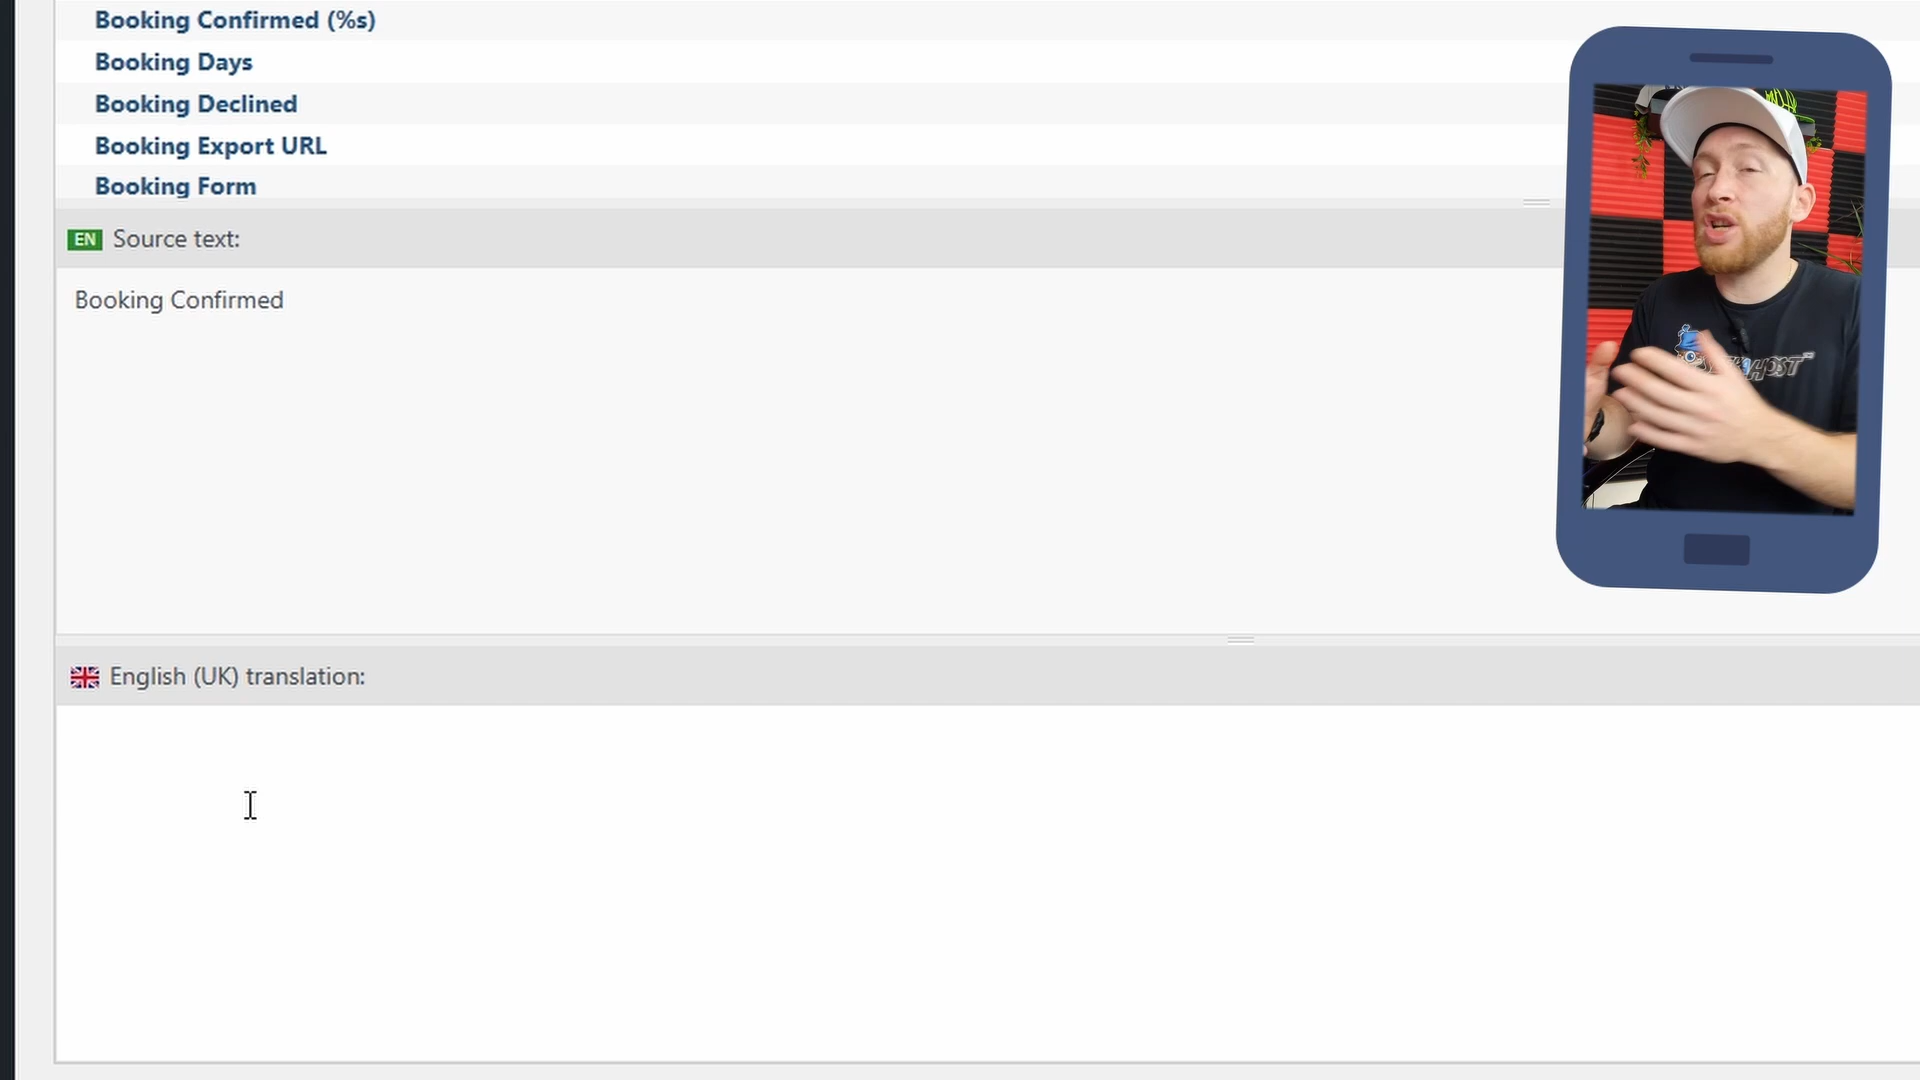 Booking Confirmed (%s)
Booking Days
Booking Declined
Booking Export URL
Booking Form
EN Source text:
Booking Confirmed
English (UK) translation: